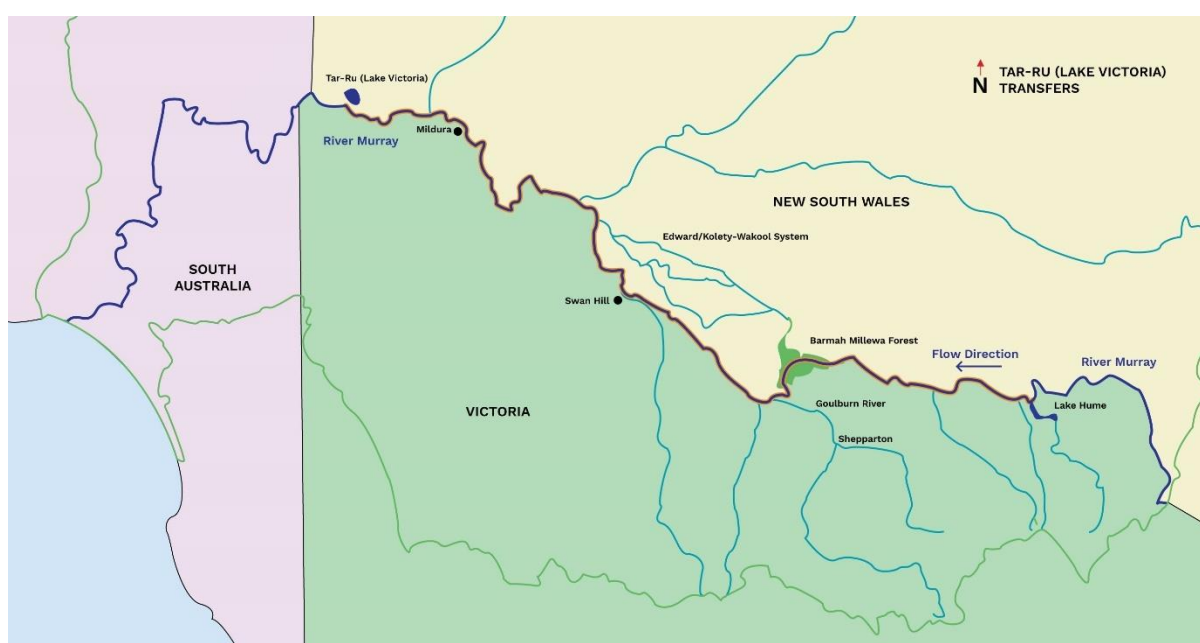 Tar-Ru (Lake Victoria)
N
TAR-RU (LAKE VICTORIA)
TRANSFERS
Mildura
River Murray
NEW SOUTH WALES
Edward/Kolety-Wakool System
SOUTH
AUSTRALIA
Swan Hill
Barmah Millewa Forest
Flow Direction
River Murray
Goulburn River
Lake Hume
VICTORIA
Shepparton